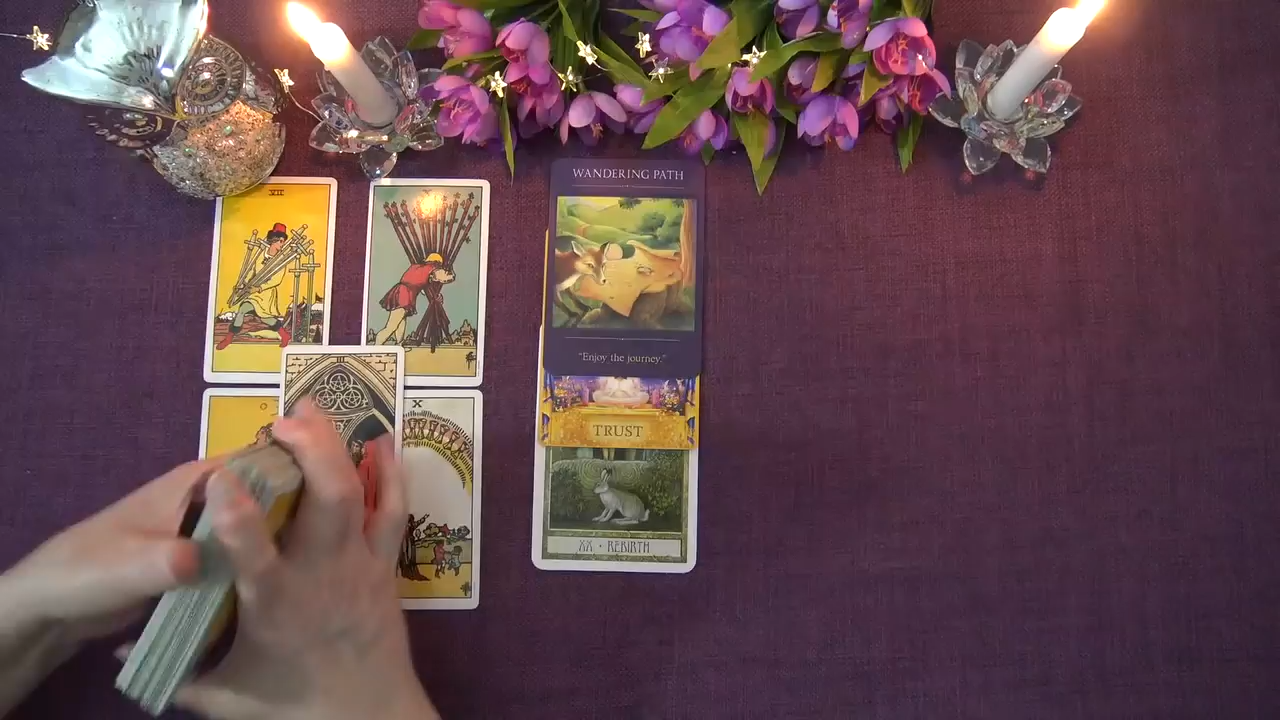 VII
WANDERING PATH
"Enjoy the journey."
X
TRUST
XX • REBIRTH